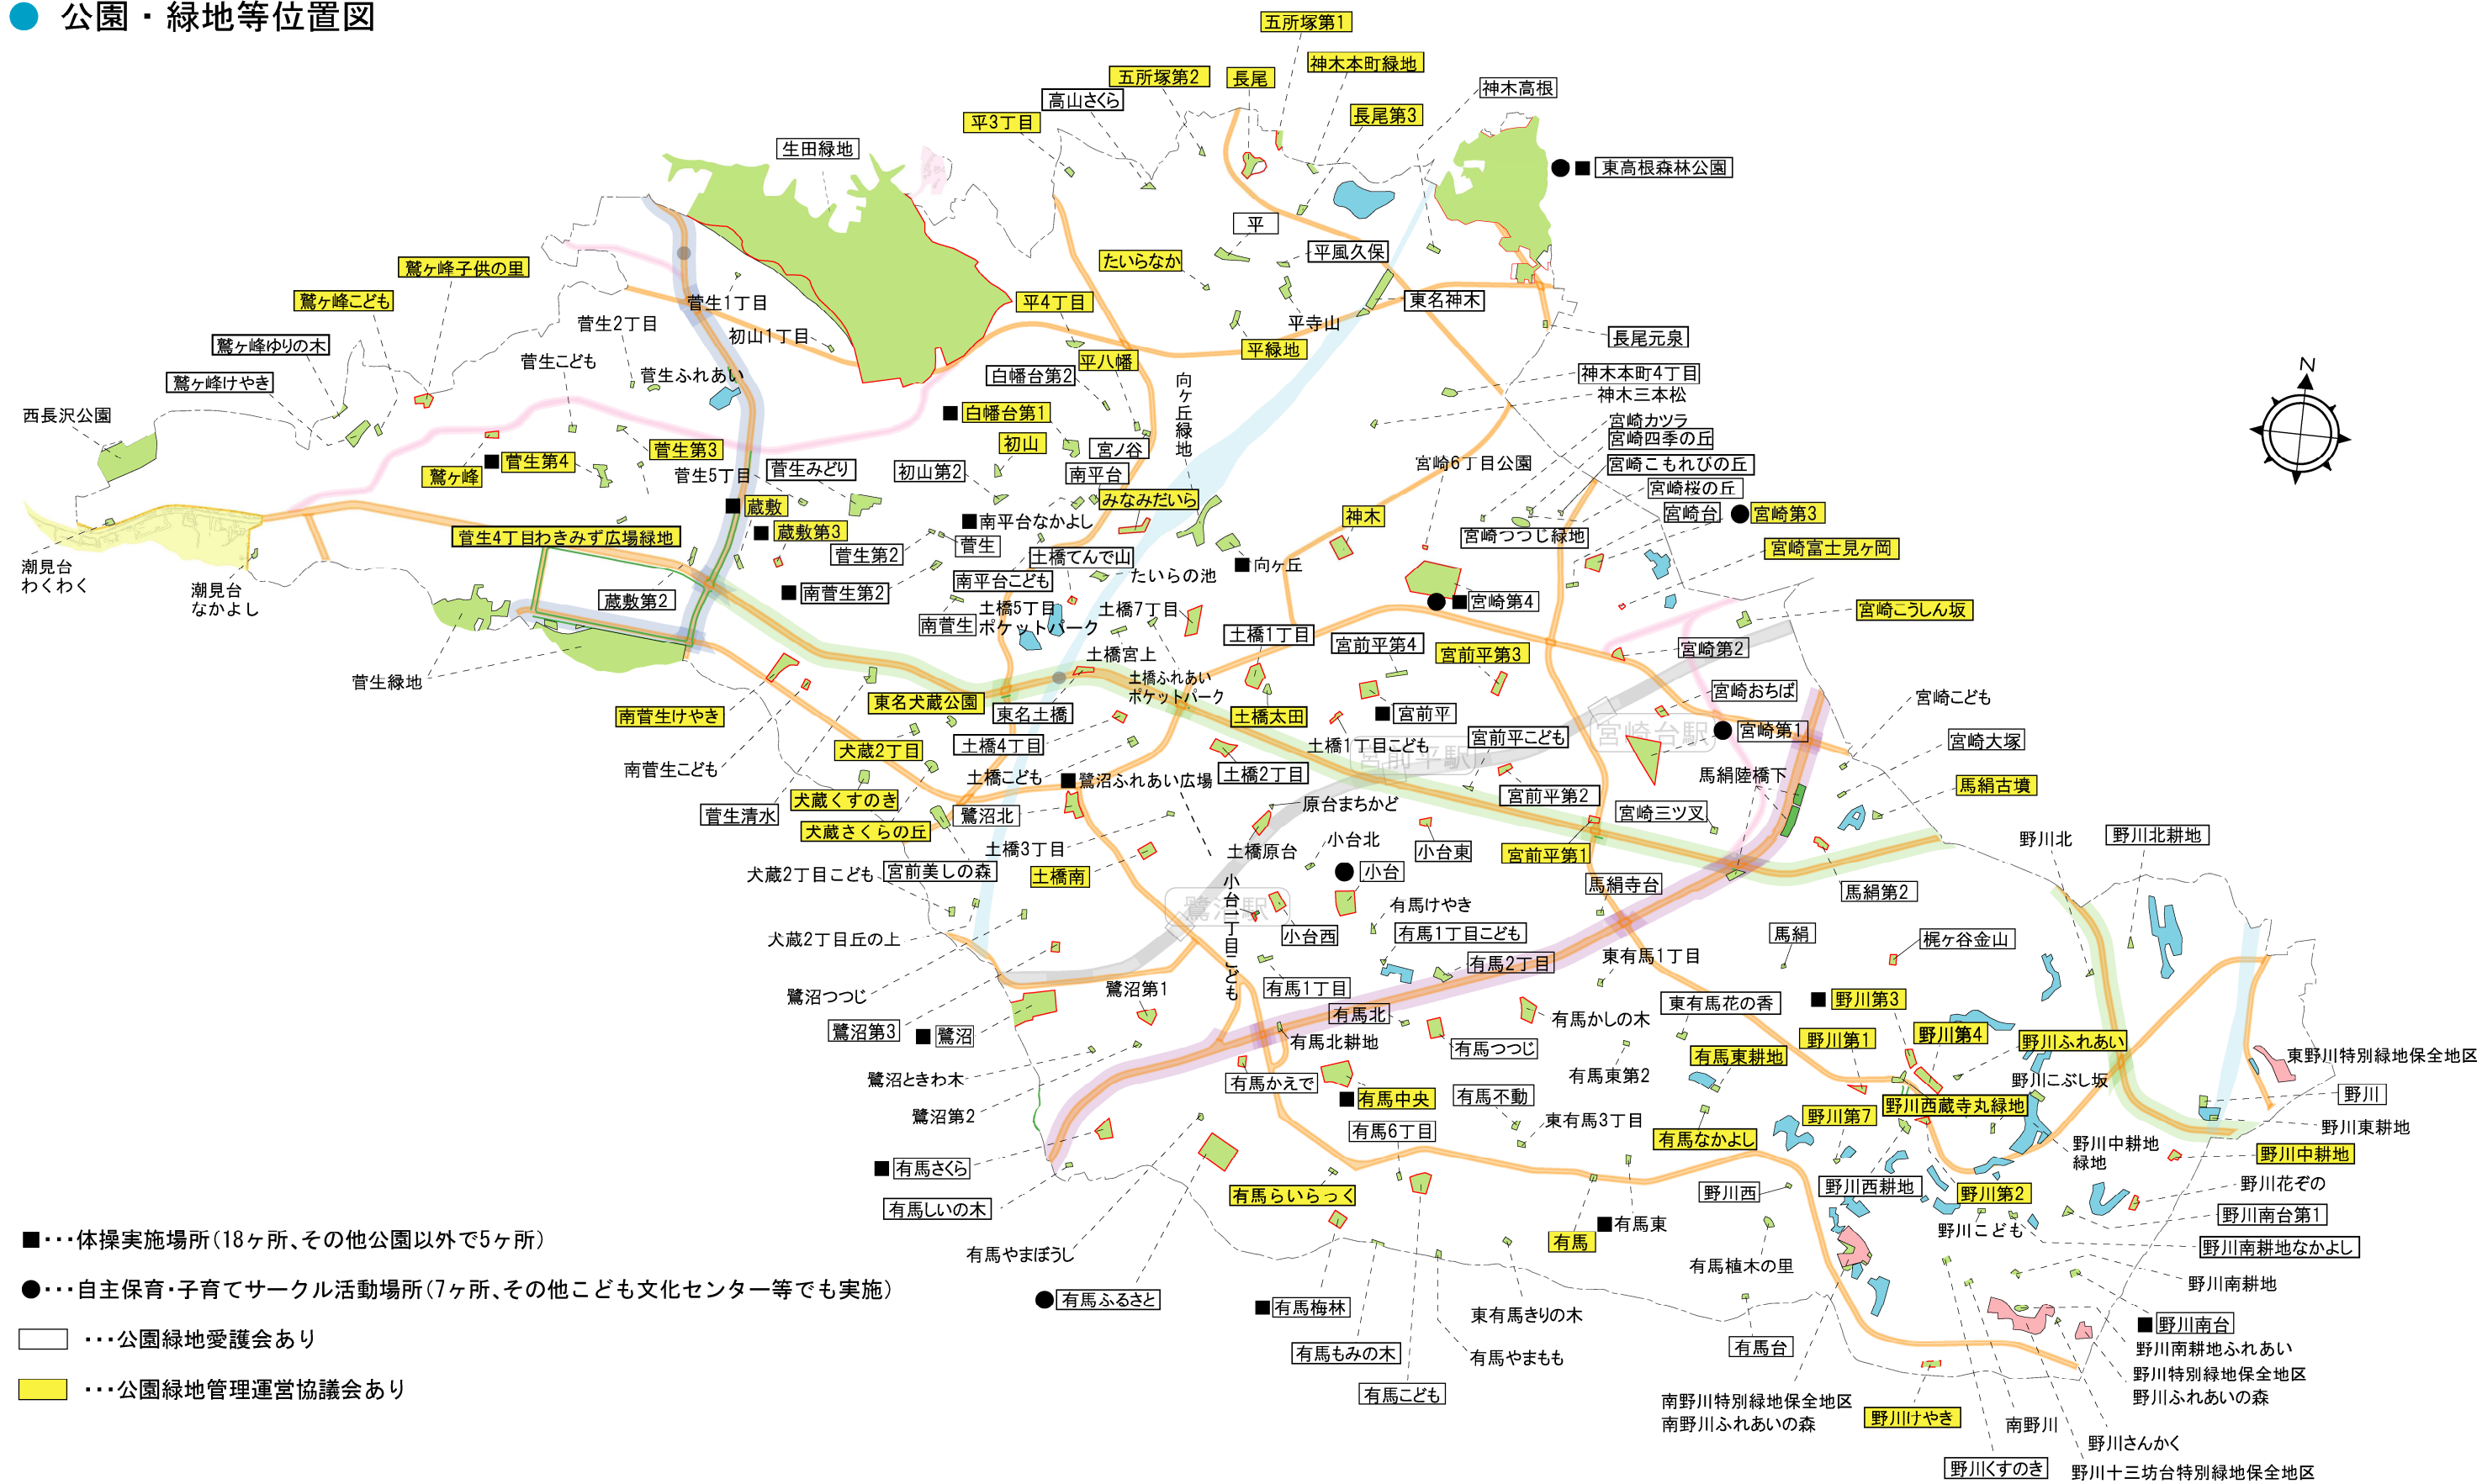 ● 公園・緑地等位置図
五所塚第1
神木本町緑地
五所塚第2
長尾
高山さくら
神木高根
長尾第3
平3丁目
生田緑地
●■東高根森林公園
平
平風久保
たいらなか
鷲ヶ峰子供の里
鷲ヶ峰こども
菅生1丁目
平4丁目
東名神木
菅生2丁目
初山1丁目
平寺山
長尾元泉
鷲ヶ峰ゆりの木
平緑地
菅生こども
平八幡
鷲ヶ峰けやき
菅生ふれあい
白幡台第2
向ヶ丘緑地
神木本町4丁目
神木三本松
西長沢公園
■白幡台第1
宮崎カツラ
宮崎四季の丘
初山
宮ノ谷
菅生第3
鷲ヶ峰
■菅生第4
菅生5丁目
菅生みどり
初山第2
南平台
宮崎6丁目公園
宮崎こもれびの丘
宮崎桜の丘
みなみだいら
■蔵敷
■蔵敷第3
■南平台なかよし
神木
宮崎台
●宮崎第3
菅生4丁目わきみず広場緑地
菅生第2
菅生
土橋てんで山
宮崎つつじ緑地
宮崎富士見ヶ岡
潮見台
わくわく
潮見台
なかよし
■向ヶ丘
たいらの池
南平台こども
蔵敷第2
■南菅生第2
土橋5丁目
ポケットパーク
土橋7丁目
●■宮崎第4
宮崎こうしん坂
南菅生
土橋1丁目
宮前平第4
宮前平第3
宮崎第2
土橋宮上
菅生緑地
土橋ふれあい
ポケットパーク
宮崎おちば
宮崎こども
南菅生けやき
東名犬蔵公園
東名土橋
土橋太田
■宮前平
宮崎台駅
●宮崎第1
犬蔵2丁目
土橋4丁目
土橋1丁目こども
宮前平こども
宮前平駅
宮崎大塚
南菅生こども
土橋こども
■鷺沼ふれあい広場
土橋2丁目
馬絹陸橋下
馬絹古墳
菅生清水
犬蔵くすのき
鷺沼北
原台まちかど
宮前平第2
宮崎三ツ叉
犬蔵さくらの丘
土橋3丁目
土橋原台
小台北
小台東
宮前平第1
野川北
野川北耕地
犬蔵2丁目こども
宮前美しの森
土橋南
小台一丁目こども
●小台
馬絹寺台
馬絹第2
鷺沼駅
有馬けやき
小台西
有馬1丁目こども
馬絹
梶ヶ谷金山
犬蔵2丁目丘の上
有馬2丁目
東有馬1丁目
鷺沼つつじ
鷺沼第1
有馬1丁目
東有馬花の香
■野川第3
鷺沼第3
■鷺沼
有馬北
有馬かしの木
有馬北耕地
有馬つつじ
野川第1
野川第4
野川ふれあい
有馬東耕地
東野川特別緑地保全地区
鷺沼ときわ木
有馬かえで
有馬東第2
野川こぶし坂
野川
鷺沼第2
■有馬中央
有馬不動
野川西蔵寺丸緑地
野川第7
東有馬3丁目
野川東耕地
有馬6丁目
有馬なかよし
野川中耕地
緑地
野川中耕地
■有馬さくら
有馬らいらっく
野川西
野川西耕地
野川第2
野川花ぞの
有馬しいの木
野川南台第1
■有馬東
有馬
野川こども
野川南耕地なかよし
有馬やまぼうし
有馬植木の里
野川南耕地
●有馬ふるさと
■有馬梅林
東有馬きりの木
■野川南台
有馬もみの木
有馬やまもも
有馬台
野川南耕地ふれあい
野川特別緑地保全地区
野川ふれあいの森
有馬こども
南野川特別緑地保全地区
南野川ふれあいの森
野川けやき
南野川
野川さんかく
野川くすのき
野川十三坊台特別緑地保全地区
N
■･･･体操実施場所(18ヶ所､その他公園以外で5ヶ所)
●･･･自主保育･子育てサークル活動場所(7ヶ所､その他こども文化センター等でも実施)
･･･公園緑地愛護会あり
･･･公園緑地管理運営協議会あり